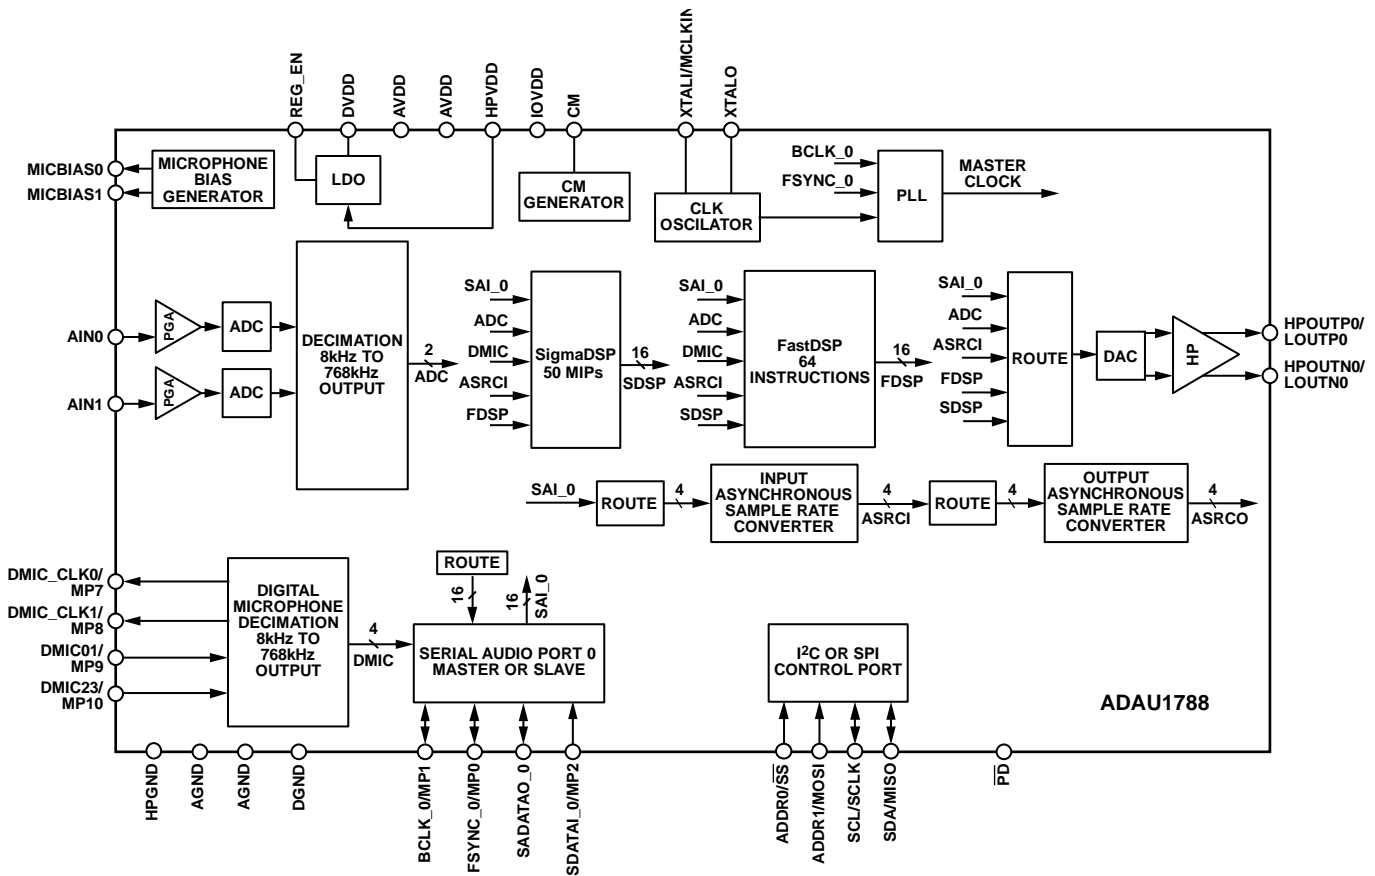 REG_EN
DVDD
AVDD
AVDD
HPVDD
IOVDD
CM
XTALI/MCLKIN
XTALO
MICBIAS0
MICBIAS1
MICROPHONE
BIAS
GENERATOR
LDO
CM
GENERATOR
CLK
OSCILATOR
BCLK_0
FSYNC_0
PLL
MASTER
CLOCK
AIN0
AIN1
PGA
ADC
PGA
ADC
DECIMATION
8kHz TO
768kHz
OUTPUT
2
ADC
SAI_0
ADC
DMIC
ASRCI
FDSP
SigmaDSP
50 MIPs
16
SDSP
SAI_0
ADC
DMIC
ASRCI
SDSP
FastDSP
64
INSTRUCTIONS
16
FDSP
SAI_0
ADC
ASRCI
FDSP
SDSP
ROUTE
DAC
HP
HPOUTP0/
LOUTP0
HPOUTN0/
LOUTN0
SAI_0
ROUTE
4
INPUT
ASYNCHRONOUS
SAMPLE RATE
CONVERTER
4
ASRCI
ROUTE
4
OUTPUT
ASYNCHRONOUS
SAMPLE RATE
CONVERTER
4
ASRCO
DMIC_CLK0/
MP7
DMIC_CLK1/
MP8
DMIC01/
MP9
DMIC23/
MP10
DIGITAL
MICROPHONE
DECIMATION
8kHz TO
768kHz
OUTPUT
4
DMIC
ROUTE
16
16
SAI_0
SERIAL AUDIO PORT 0
MASTER OR SLAVE
I²C OR SPI
CONTROL PORT
ADAU1788
HPGND
AGND
AGND
DGND
BCLK_0/MP1
FSYNC_0/MP0
SADATAO_0
SDATAI_0/MP2
ADDR0/S̅S̅
ADDR1/MOSI
SCL/SCLK
SDA/MISO
P̅D̅